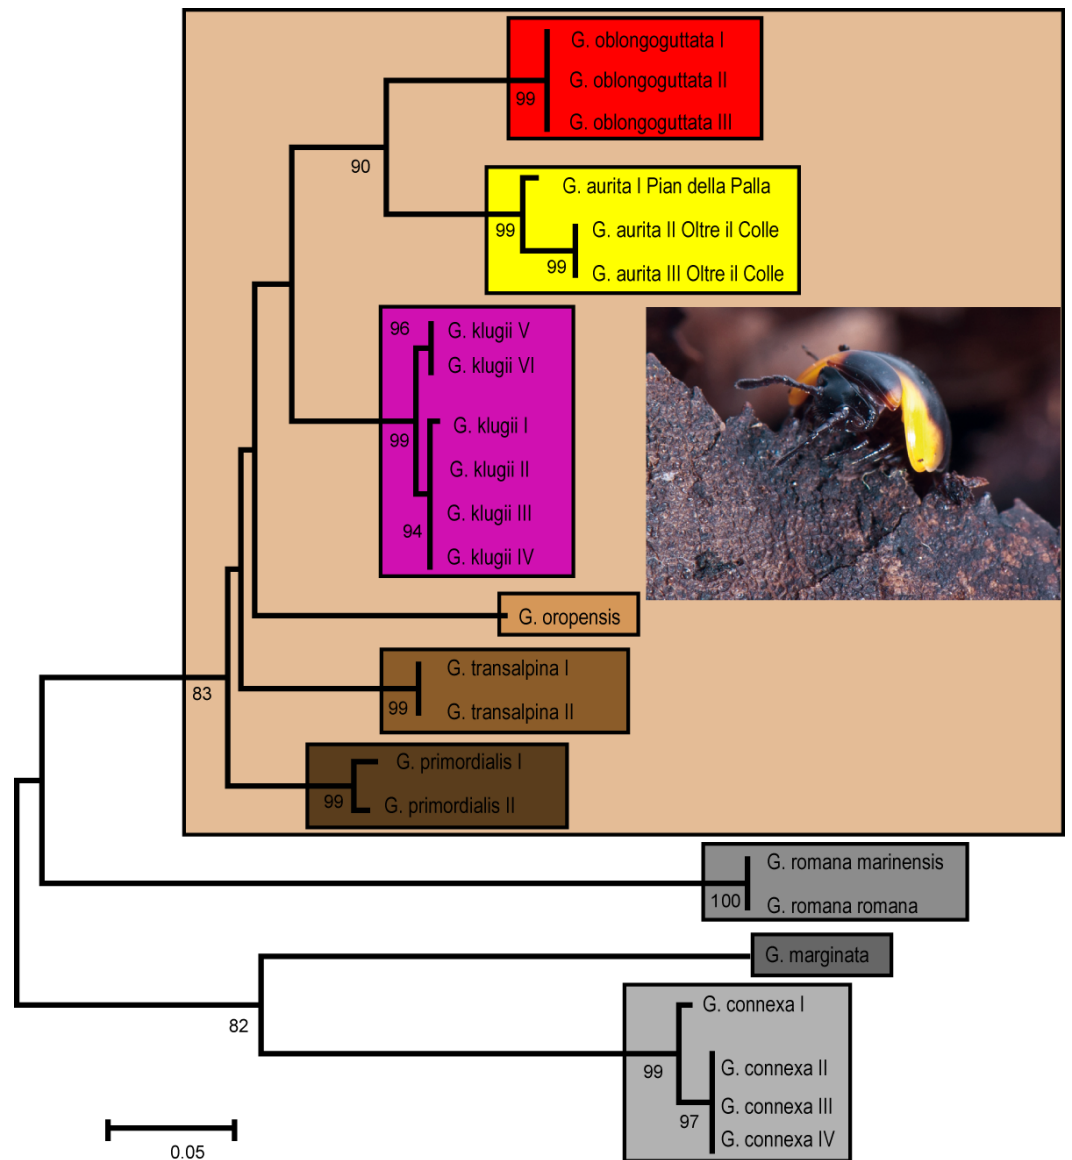 G. oblongoguttata I
G. oblongoguttata II
99
G. oblongoguttata III
90
G. aurita I Pian della Palla
99
G. aurita II Oltre il Colle
99
G. aurita III Oltre il Colle
96
G. klugii V
G. klugii VI
G. klugii I
99
G. klugii II
G. klugii III
94
G. klugii IV
G. oropensis
G. transalpina I
83
99
G. transalpina II
G. primordialis I
99
G. primordialis II
G. romana marinensis
100
G. romana romana
G. marginata
G. connexa I
82
99
G. connexa II
G. connexa III
97
G. connexa IV
0.05